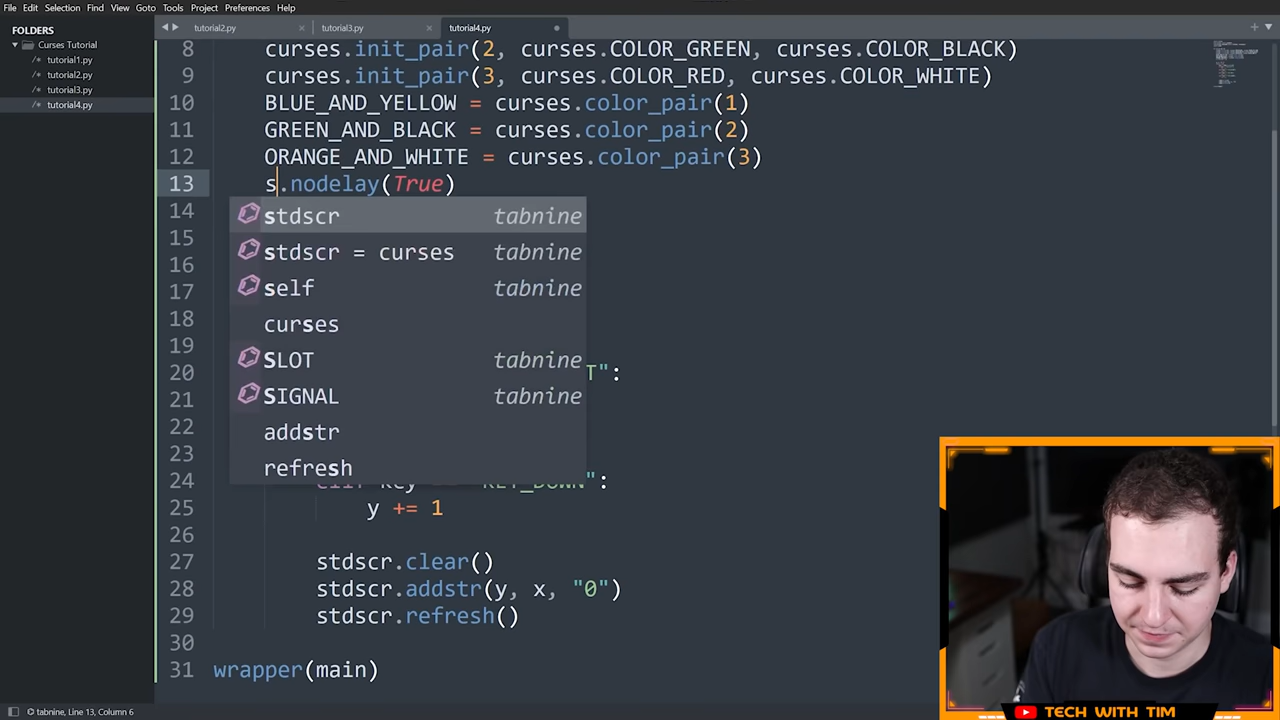 File Edit Selection Find View Goto Tools Project Preferences Help
FOLDERS
Curses Tutorial
tutorial1.py
tutorial2.py
tutorial3.py
tutorial4.py
tutorial2.py tutorial3.py tutorial4.py
8 curses.init_pair(2, curses.COLOR_GREEN, curses.COLOR_BLACK)
9 curses.init_pair(3, curses.COLOR_RED, curses.COLOR_WHITE)
10 BLUE_AND_YELLOW = curses.color_pair(1)
11 GREEN_AND_BLACK = curses.color_pair(2)
12 ORANGE_AND_WHITE = curses.color_pair(3)
13 s.nodelay(True)
14 stdscr tabnine
15 stdscr = curses tabnine
16
17 self tabnine
18 curses
19 SLOT tabnine
20 T":
21 SIGNAL tabnine
22 addstr
23 refresh
24
25 y += 1
26
27 stdscr.clear()
28 stdscr.addstr(y, x, "0")
29 stdscr.refresh()
30
31 wrapper(main)
tabnine, Line 13, Column 6
TECH WITH TIM